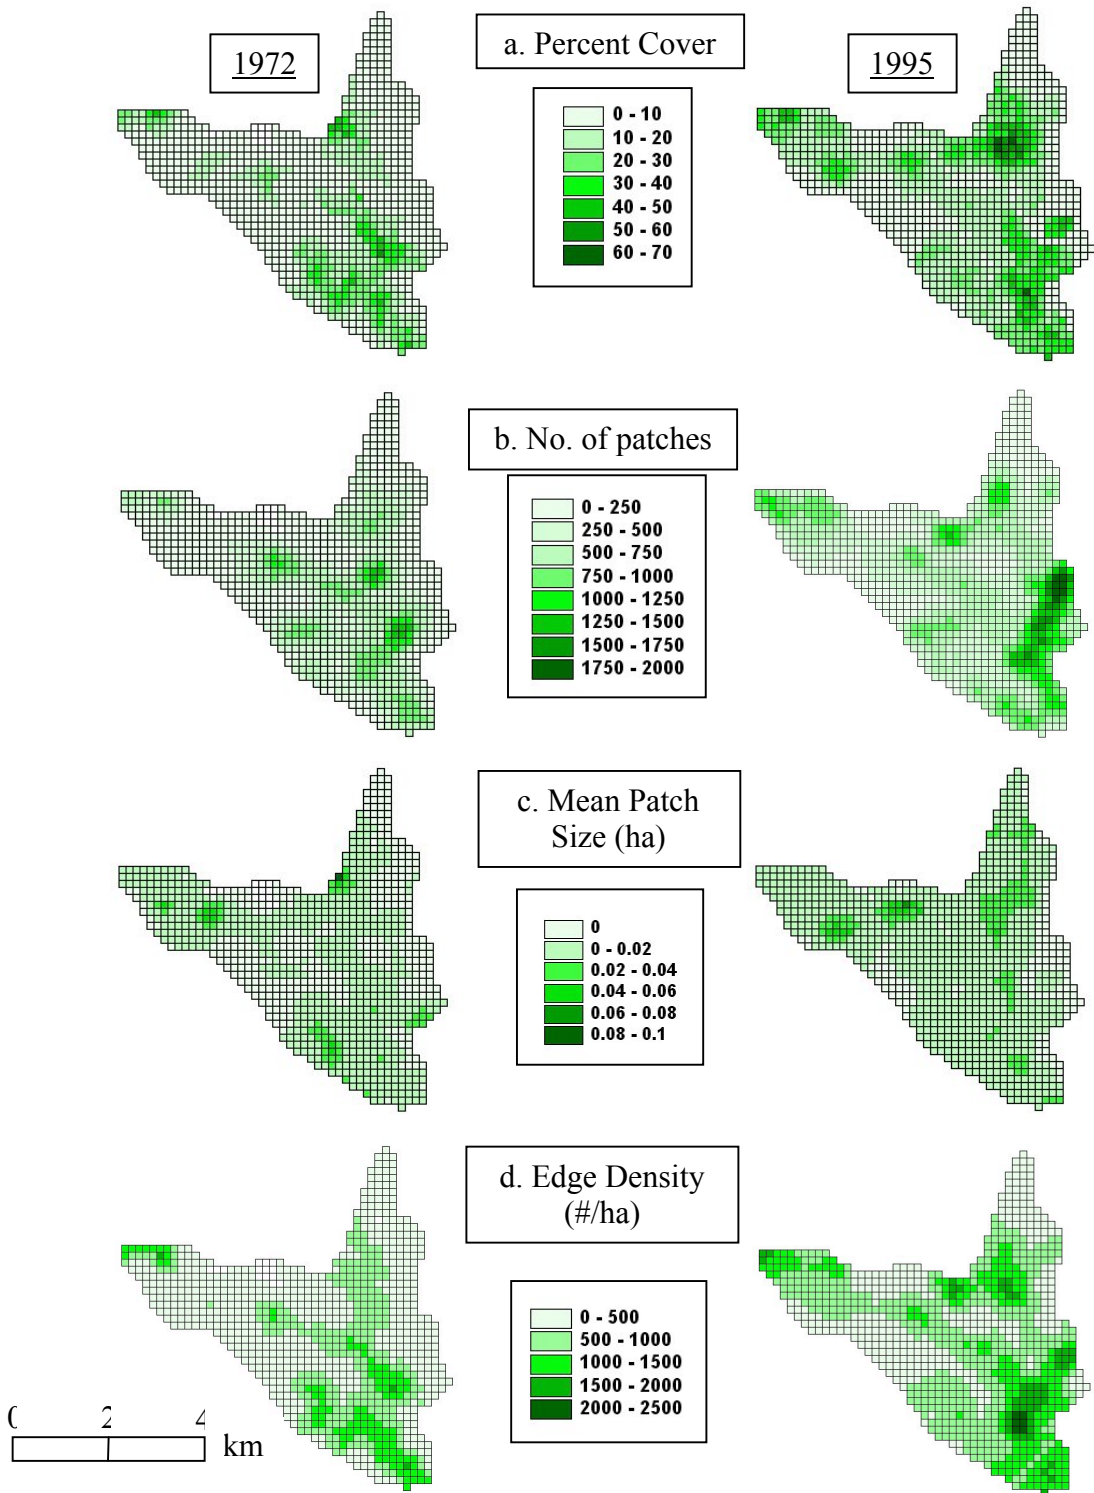 1972
a. Percent Cover
1995
0 - 10
10 - 20
20 - 30
30 - 40
40 - 50
50 - 60
60 - 70
b. No. of patches
0 - 250
250 - 500
500 - 750
750 - 1000
1000 - 1250
1250 - 1500
1500 - 1750
1750 - 2000
c. Mean Patch
Size (ha)
0
0 - 0.02
0.02 - 0.04
0.04 - 0.06
0.06 - 0.08
0.08 - 0.1
d. Edge Density
(#/ha)
0 - 500
500 - 1000
1000 - 1500
1500 - 2000
2000 - 2500
0 2 4
km